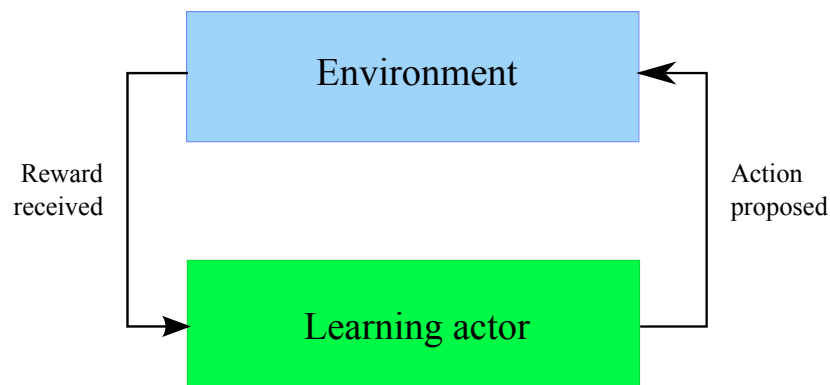 Environment
Reward
received
Action
proposed
Learning actor